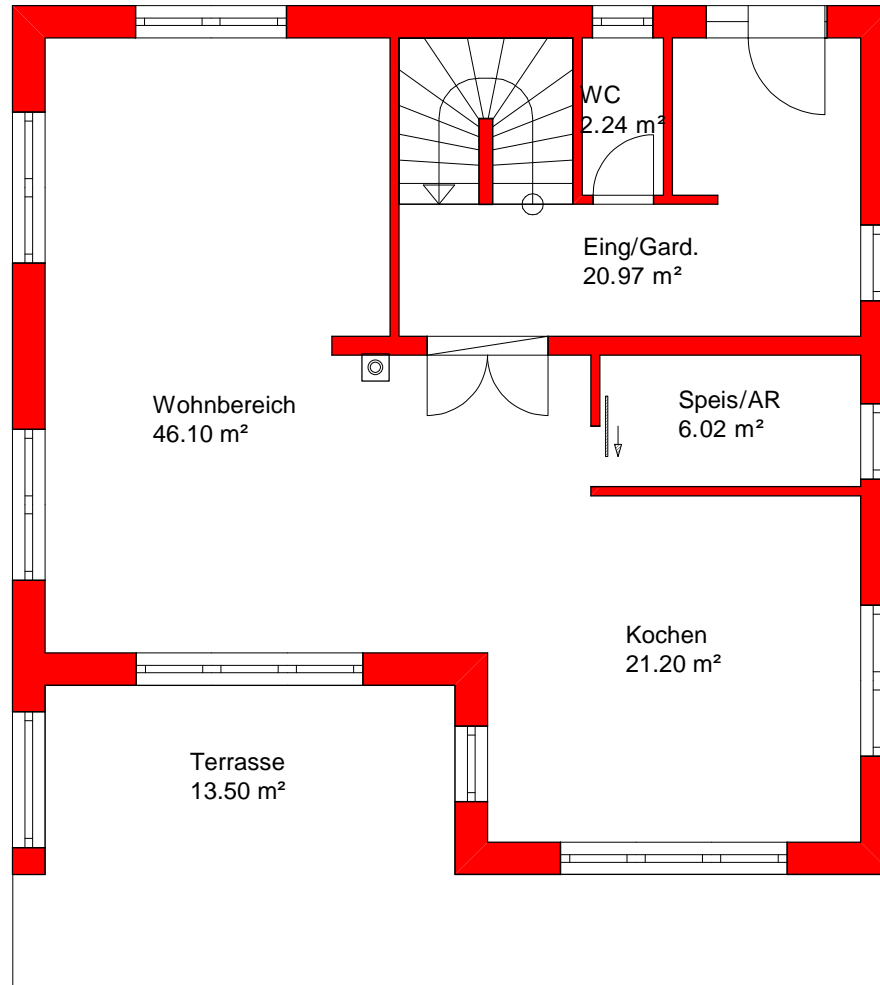 WC
2.24 m²
Eing/Gard.
20.97 m²
Wohnbereich
46.10 m²
Speis/AR
6.02 m²
Kochen
21.20 m²
Terrasse
13.50 m²